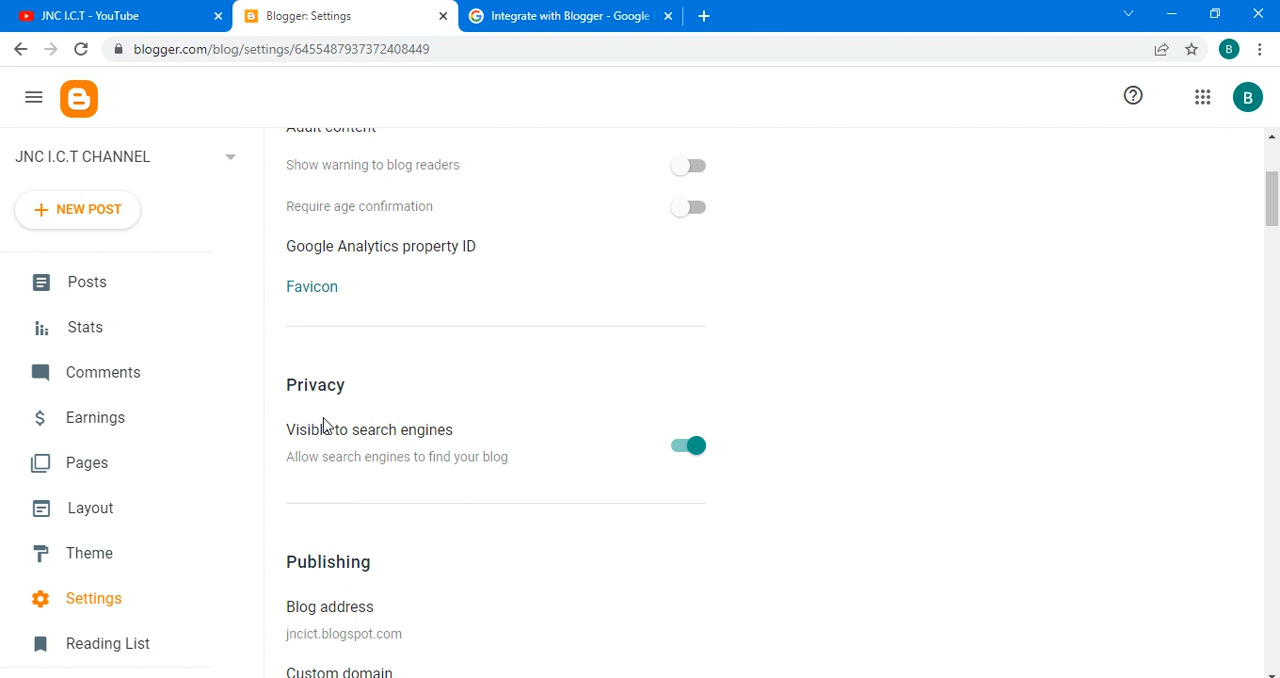 JNC I.C.T - YouTube
Blogger: Settings
Integrate with Blogger - Google
blogger.com/blog/settings/6455487937372408449
B
B
JNC I.C.T CHANNEL
+ NEW POST
Posts
Stats
Comments
Earnings
Pages
Layout
Theme
Settings
Reading List
Adult content
Show warning to blog readers
Require age confirmation
Google Analytics property ID
Favicon
Privacy
Visible to search engines
Allow search engines to find your blog
Publishing
Blog address
jncict.blogspot.com
Custom domain